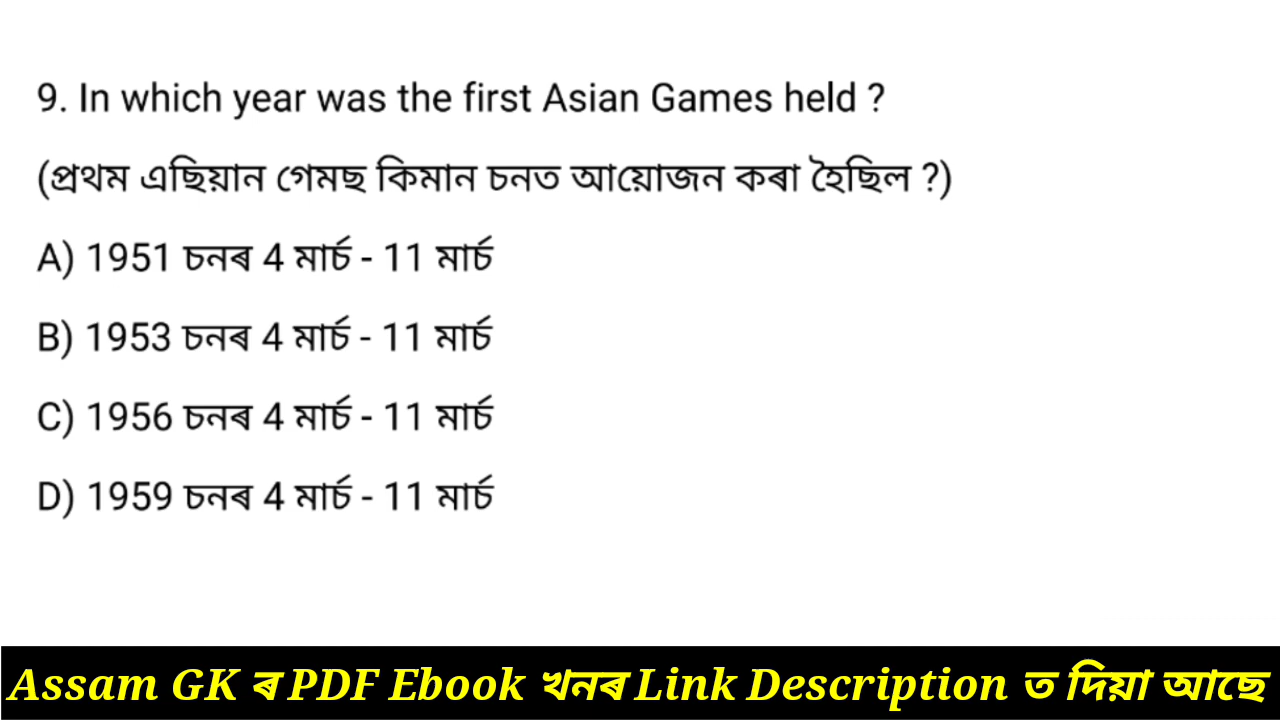 9. In which year was the first Asian Games held ?
(প্ৰথম এছিয়ান গেমছ কিমান চনত আয়োজন কৰা হৈছিল ?)
A) 1951 চনৰ 4 মাৰ্চ - 11 মাৰ্চ
B) 1953 চনৰ 4 মাৰ্চ - 11 মাৰ্চ
C) 1956 চনৰ 4 মাৰ্চ - 11 মাৰ্চ
D) 1959 চনৰ 4 মাৰ্চ - 11 মাৰ্চ
Assam GK ৰ PDF Ebook খনৰ Link Description ত দিয়া আছে